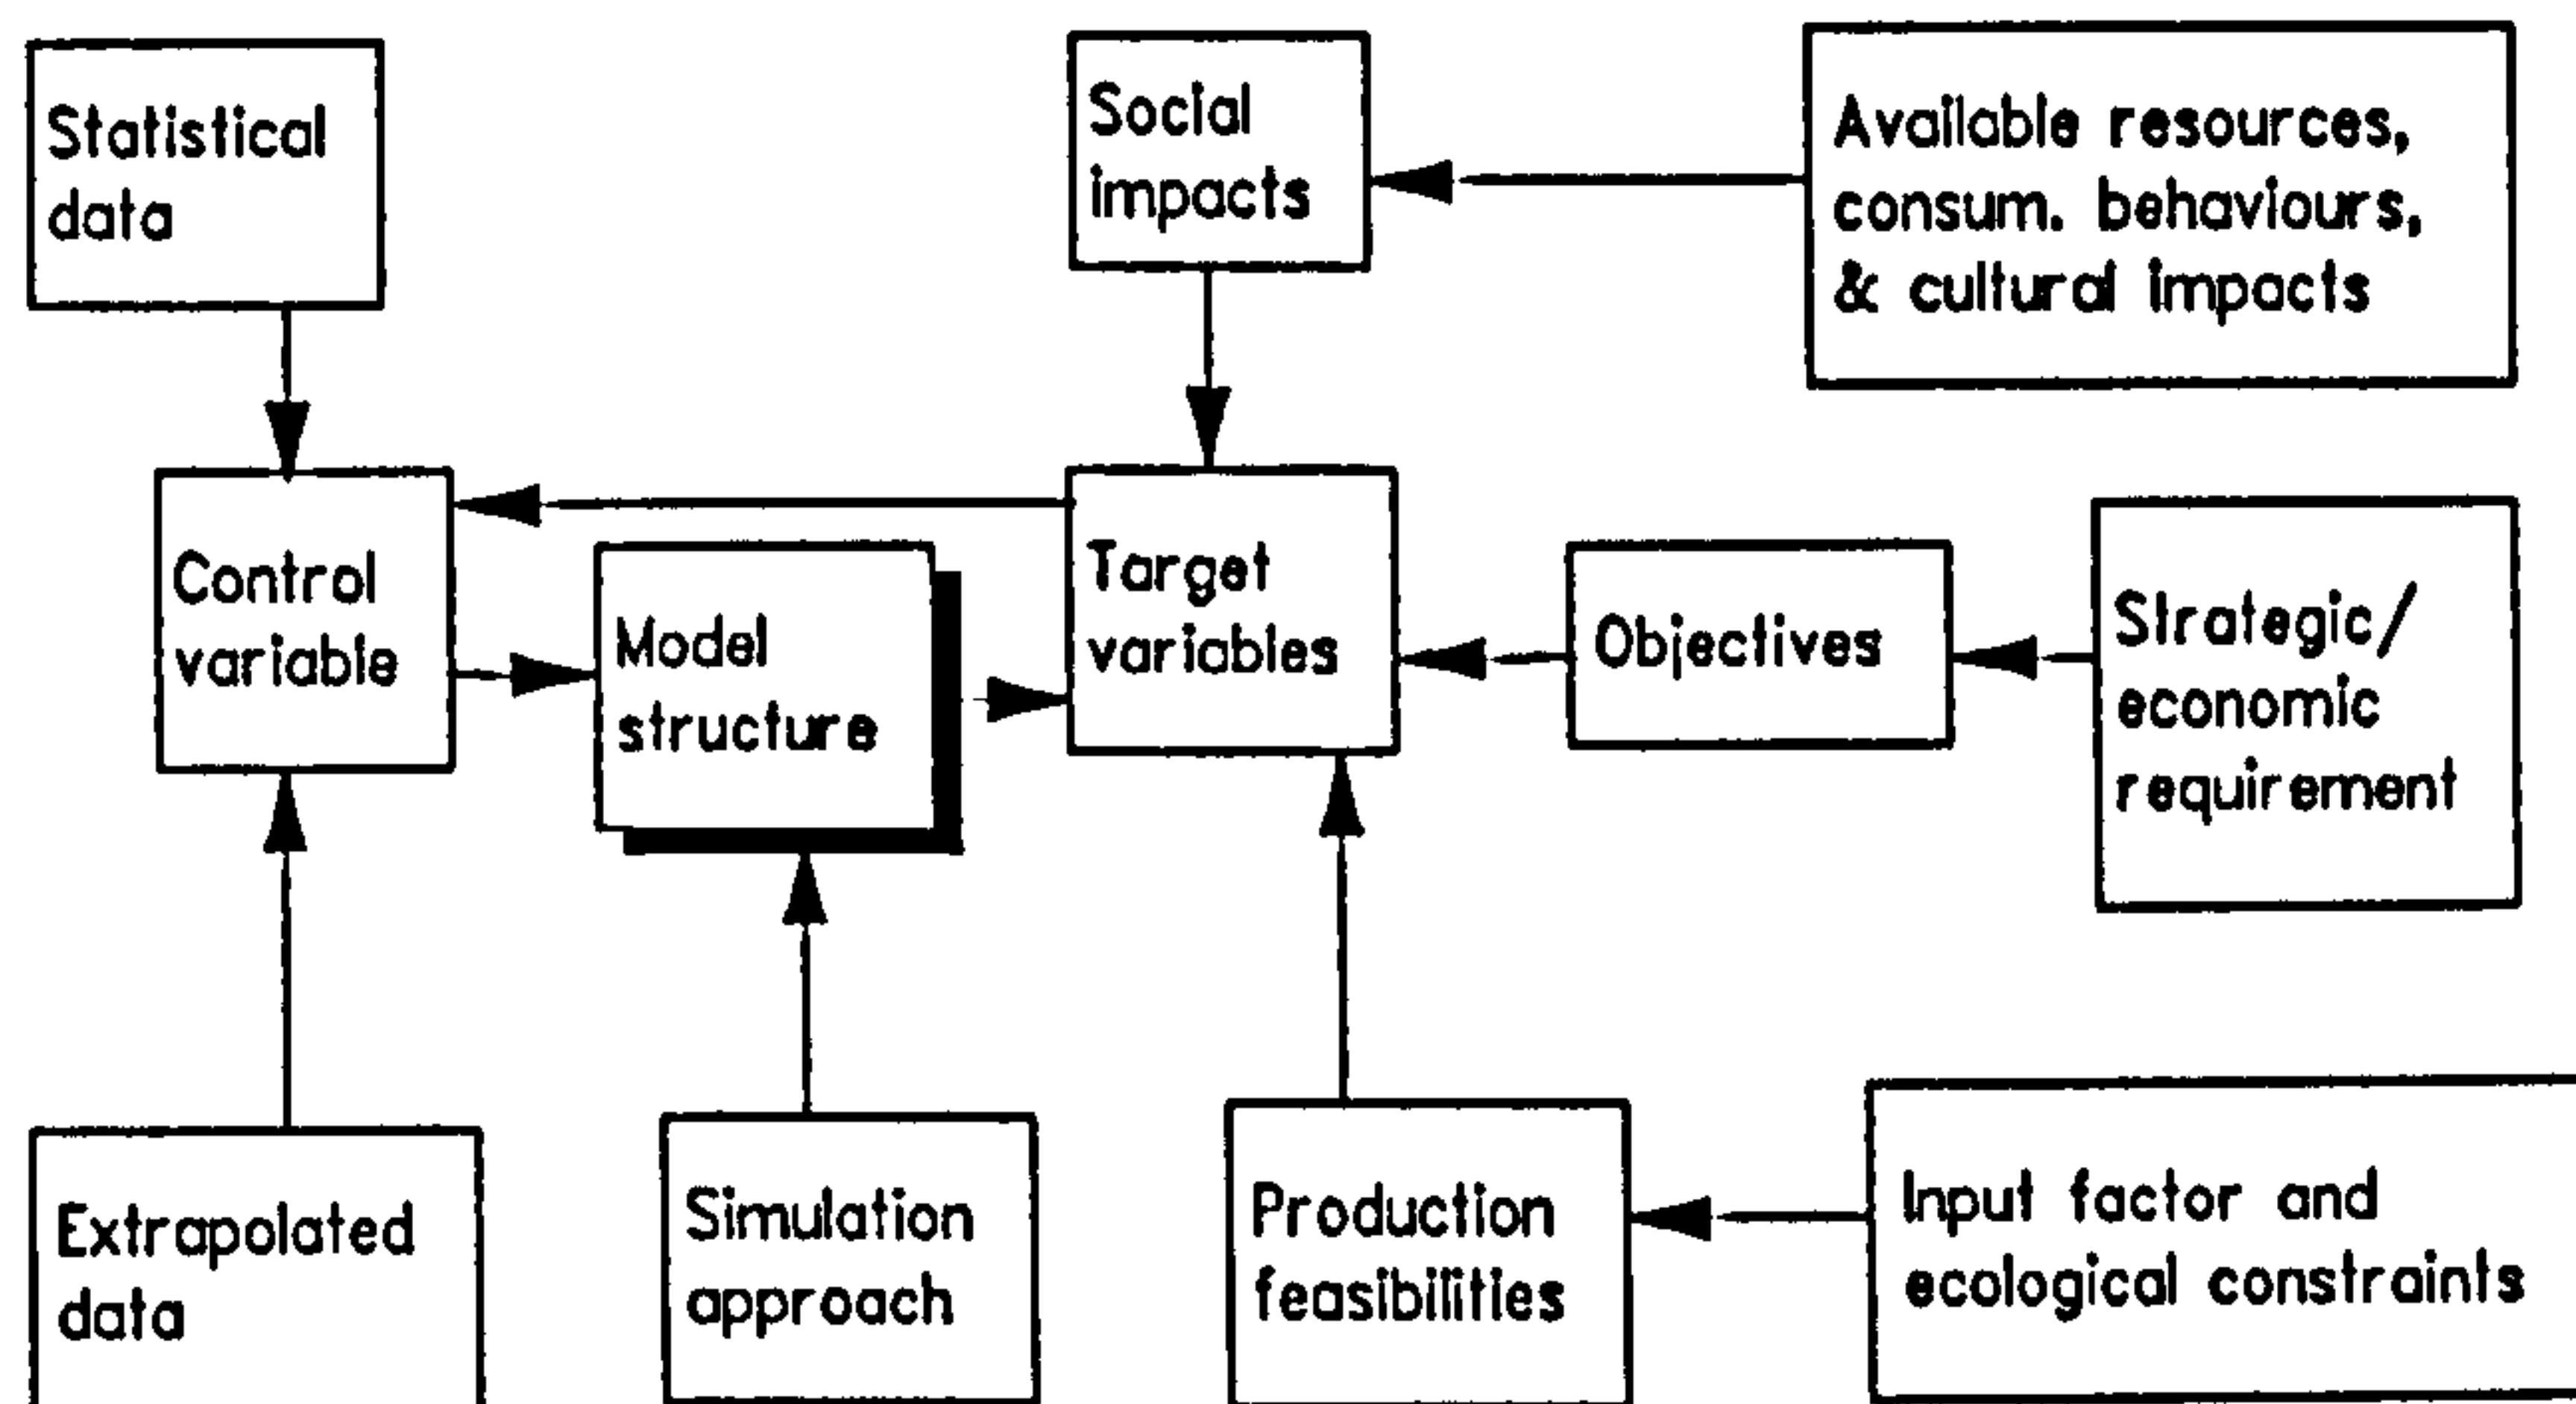 Statistical
data
Social
impacts
Available resources,
consum. behaviours,
& cultural impacts
Control
variable
Model
structure
Target
variables
Objectives
Strategic/
economic
requirement
Extrapolated
data
Simulation
approach
Production
feasibilities
Input factor and
ecological constraints